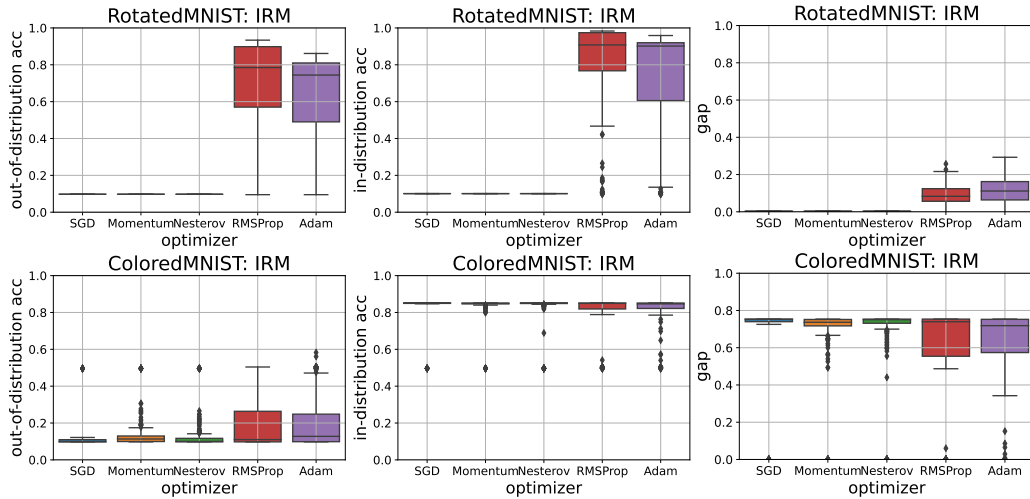 RotatedMNIST: IRM
out-of-distribution acc
1.0
0.8
0.6
0.4
0.2
0.0
SGD Momentum Nesterov RMSProp Adam
optimizer
RotatedMNIST: IRM
in-distribution acc
1.0
0.8
0.6
0.4
0.2
0.0
SGD Momentum Nesterov RMSProp Adam
optimizer
RotatedMNIST: IRM
gap
1.0
0.8
0.6
0.4
0.2
0.0
SGD Momentum Nesterov RMSProp Adam
optimizer
ColoredMNIST: IRM
out-of-distribution acc
1.0
0.8
0.6
0.4
0.2
0.0
SGD Momentum Nesterov RMSProp Adam
optimizer
ColoredMNIST: IRM
in-distribution acc
1.0
0.8
0.6
0.4
0.2
0.0
SGD Momentum Nesterov RMSProp Adam
optimizer
ColoredMNIST: IRM
gap
1.0
0.8
0.6
0.4
0.2
0.0
SGD Momentum Nesterov RMSProp Adam
optimizer